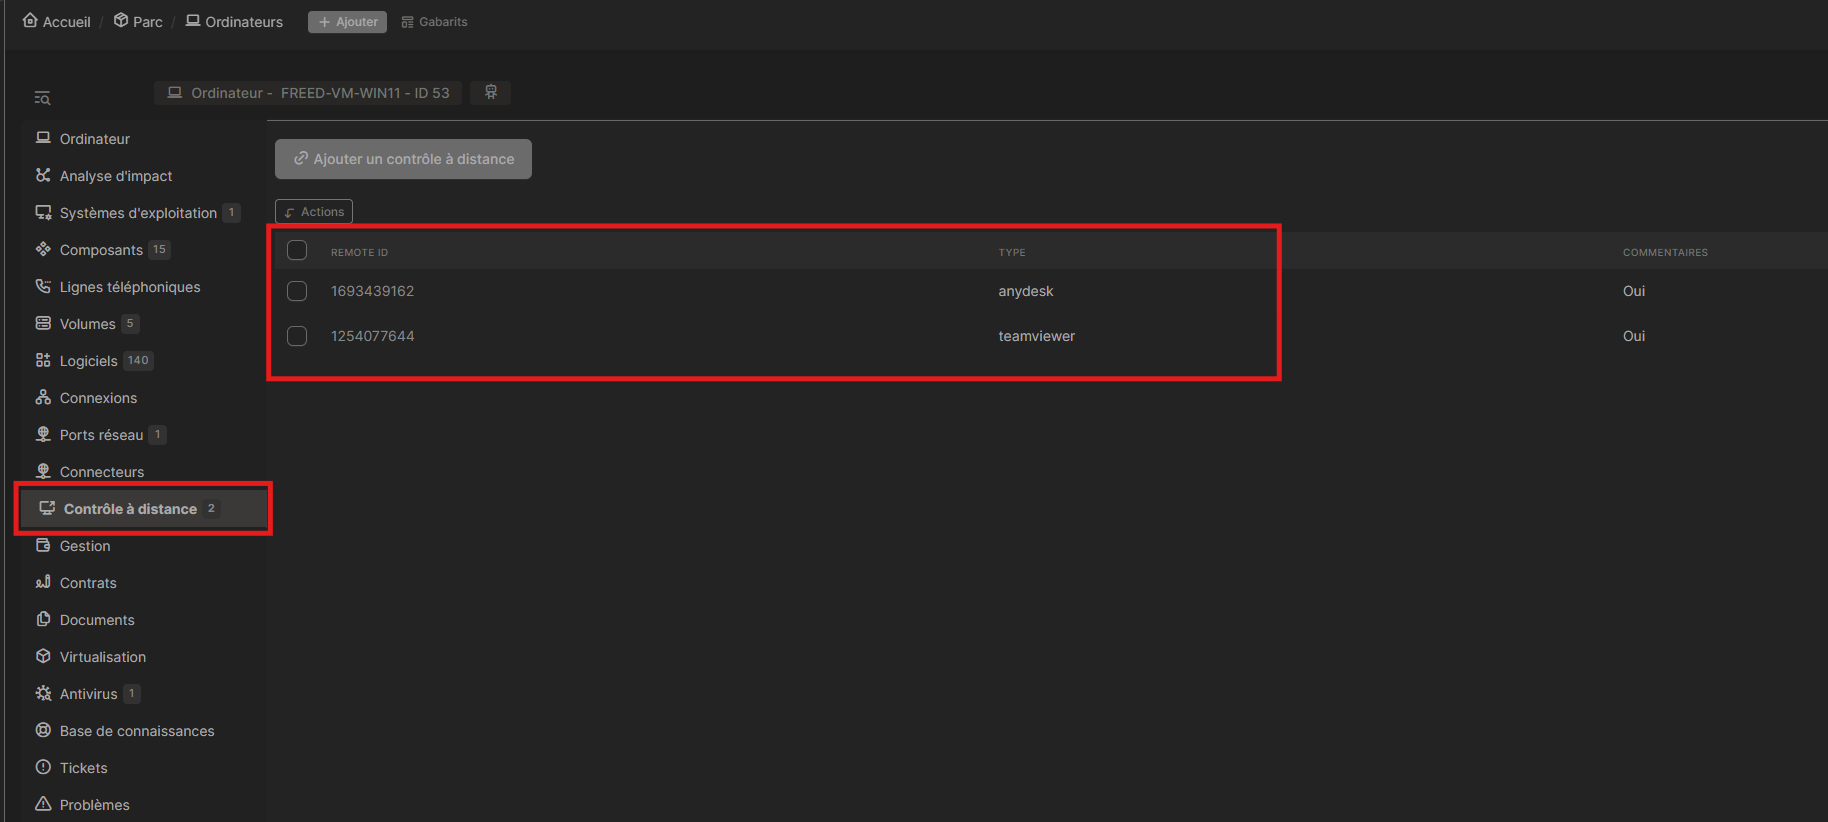 Accueil / Parc / Ordinateurs + Ajouter Gabarits
Ordinateur - FREED-VM-WIN11 - ID 53
Ordinateur
Analyse d'impact
Systèmes d'exploitation 1
Composants 15
Lignes téléphoniques
Volumes 5
Logiciels 140
Connexions
Ports réseau 1
Connecteurs
Contrôle à distance 2
Gestion
Contrats
Documents
Virtualisation
Antivirus 1
Base de connaissances
Tickets
Problèmes
Ajouter un contrôle à distance
Actions
REMOTE ID TYPE COMMENTAIRES
1693439162 anydesk Oui
1254077644 teamviewer Oui